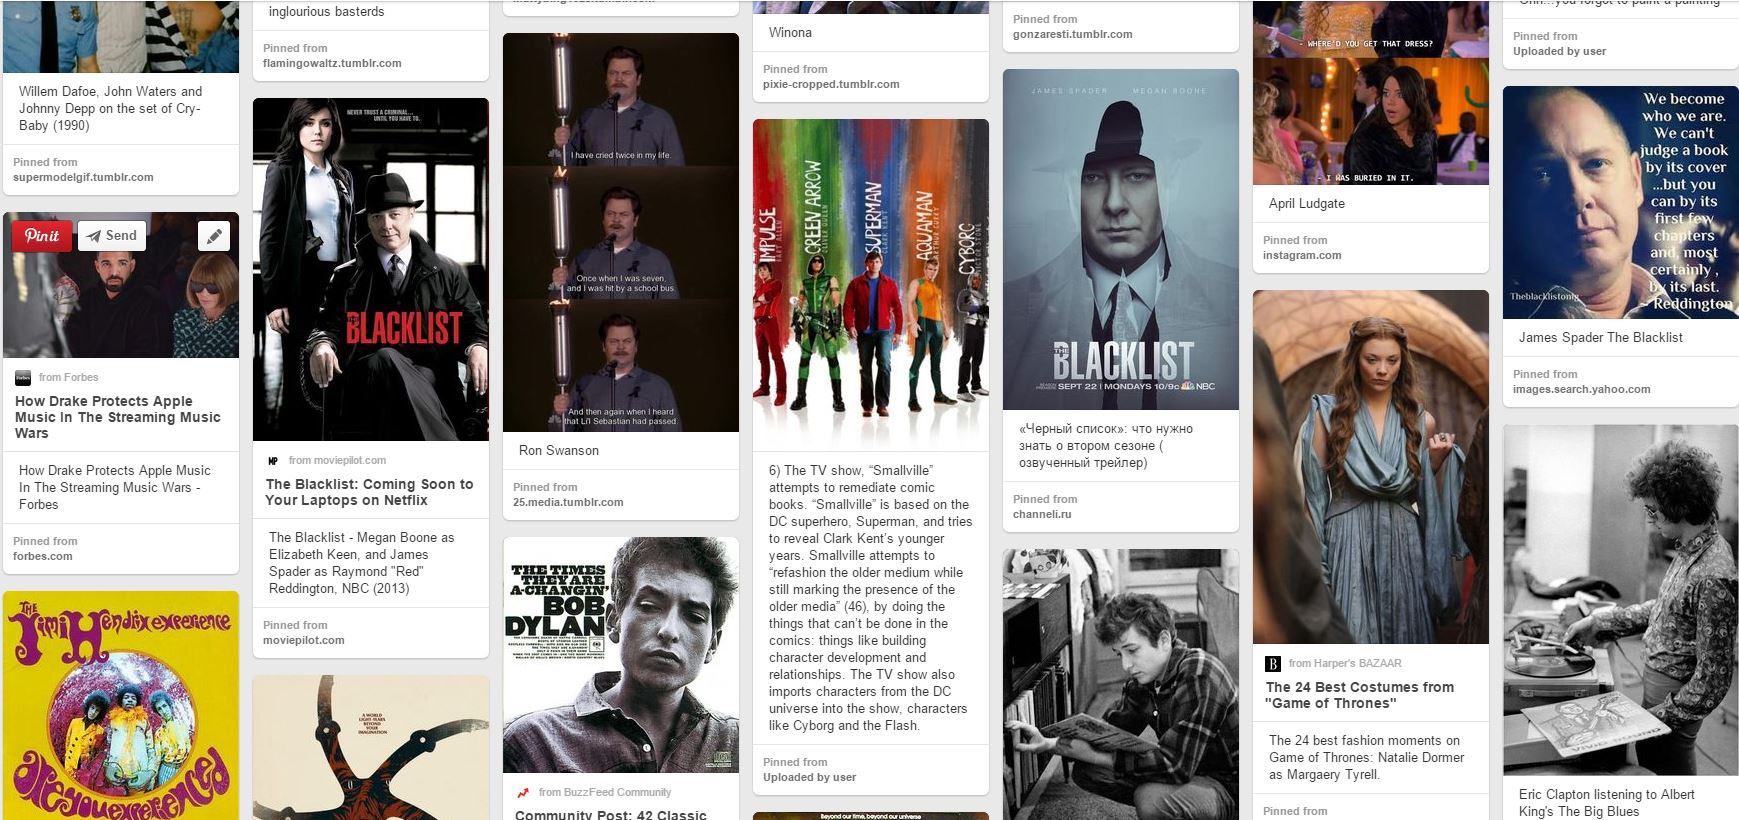 Willem Dafoe, John Waters and
Johnny Depp on the set of Cry-
Baby (1990)
Pinned from
supermodelgif.tumblr.com
Pin it
Send
from Forbes
How Drake Protects Apple
Music In The Streaming Music
Wars
How Drake Protects Apple Music
In The Streaming Music Wars -
Forbes
Pinned from
forbes.com
THE
Jimi Hendrix experience
are you experienced
inglourious basterds
Pinned from
flamingowaltz.tumblr.com
NEVER TRUST A CRIMINAL...
UNTIL YOU HAVE TO.
THE
BLACKLIST
from moviepilot.com
The Blacklist: Coming Soon to
Your Laptops on Netflix
The Blacklist - Megan Boone as
Elizabeth Keen, and James
Spader as Raymond "Red"
Reddington, NBC (2013)
Pinned from
moviepilot.com
A WORLD
LIGHT-YEARS
BEYOND
YOUR
IMAGINATION
I have cried twice in my life.
Once when I was seven,
and I was hit by a school bus.
And then again when I heard
that Li'l Sebastian had passed.
Ron Swanson
Pinned from
25.media.tumblr.com
THE TIMES
THEY ARE
A-CHANGIN'
BOB
DYLAN
from BuzzFeed Community
Community Post: 42 Classic
Winona
Pinned from
pixie-cropped.tumblr.com
IMPULSE
BART ALLEN
GREEN ARROW
OLIVER QUEEN
SUPERMAN
CLARK KENT
AQUAMAN
ARTHUR CURRY
CYBORG
6) The TV show, “Smallville”
attempts to remediate comic
books. “Smallville” is based on the
DC superhero, Superman, and tries
to reveal Clark Kent’s younger
years. Smallville attempts to
“refashion the older medium while
still marking the presence of the
older media” (46), by doing the
things that can’t be done in the
comics: things like building
character development and
relationships. The TV show also
imports characters from the DC
universe into the show, characters
like Cyborg and the Flash.
Pinned from
Uploaded by user
Beyond our time, beyond our universe
Pinned from
gonzaresti.tumblr.com
JAMES SPADER MEGAN BOONE
THE
BLACKLIST
SEASON PREMIERE SEPT 22 | MONDAYS 10/9c NBC
«Черный список»: что нужно
знать о втором сезоне (
озвученный трейлер)
Pinned from
channeli.ru
- WHERE'D YOU GET THAT DRESS?
- I WAS BURIED IN IT.
April Ludgate
Pinned from
instagram.com
B
from Harper's BAZAAR
The 24 Best Costumes from
"Game of Thrones"
The 24 best fashion moments on
Game of Thrones: Natalie Dormer
as Margaery Tyrell.
Pinned from
Ohh...you forgot to paint a painting
Pinned from
Uploaded by user
We become
who we are.
We can't
judge a book
by its cover
...but you
can by its
first few
chapters
and, most
certainly ,
by its last.
~ Reddington
Theblacklistonig
James Spader The Blacklist
Pinned from
images.search.yahoo.com
Eric Clapton listening to Albert
King's The Big Blues